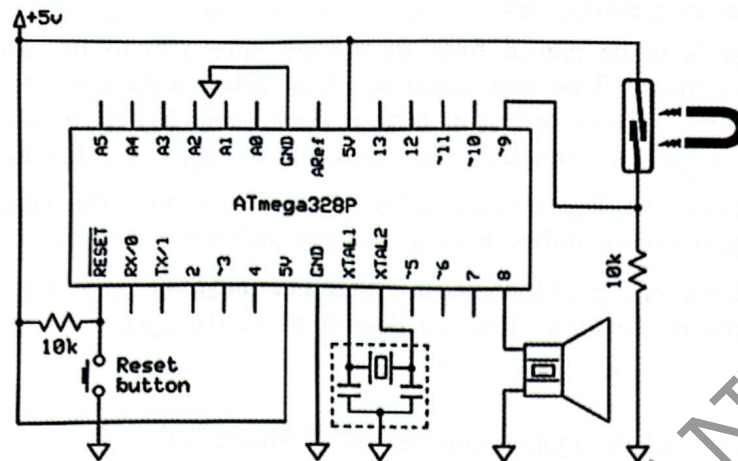 +5v
A5 A4 A3 A2 A1 A0 GND ARef 5V 13 12 ~11 ~10 ~9
ATmega328P
RESET RX/0 TX/1 2 ~3 4 5V GND XTAL1 XTAL2 ~5 ~6 7 8
10k
10k
Reset
button
N